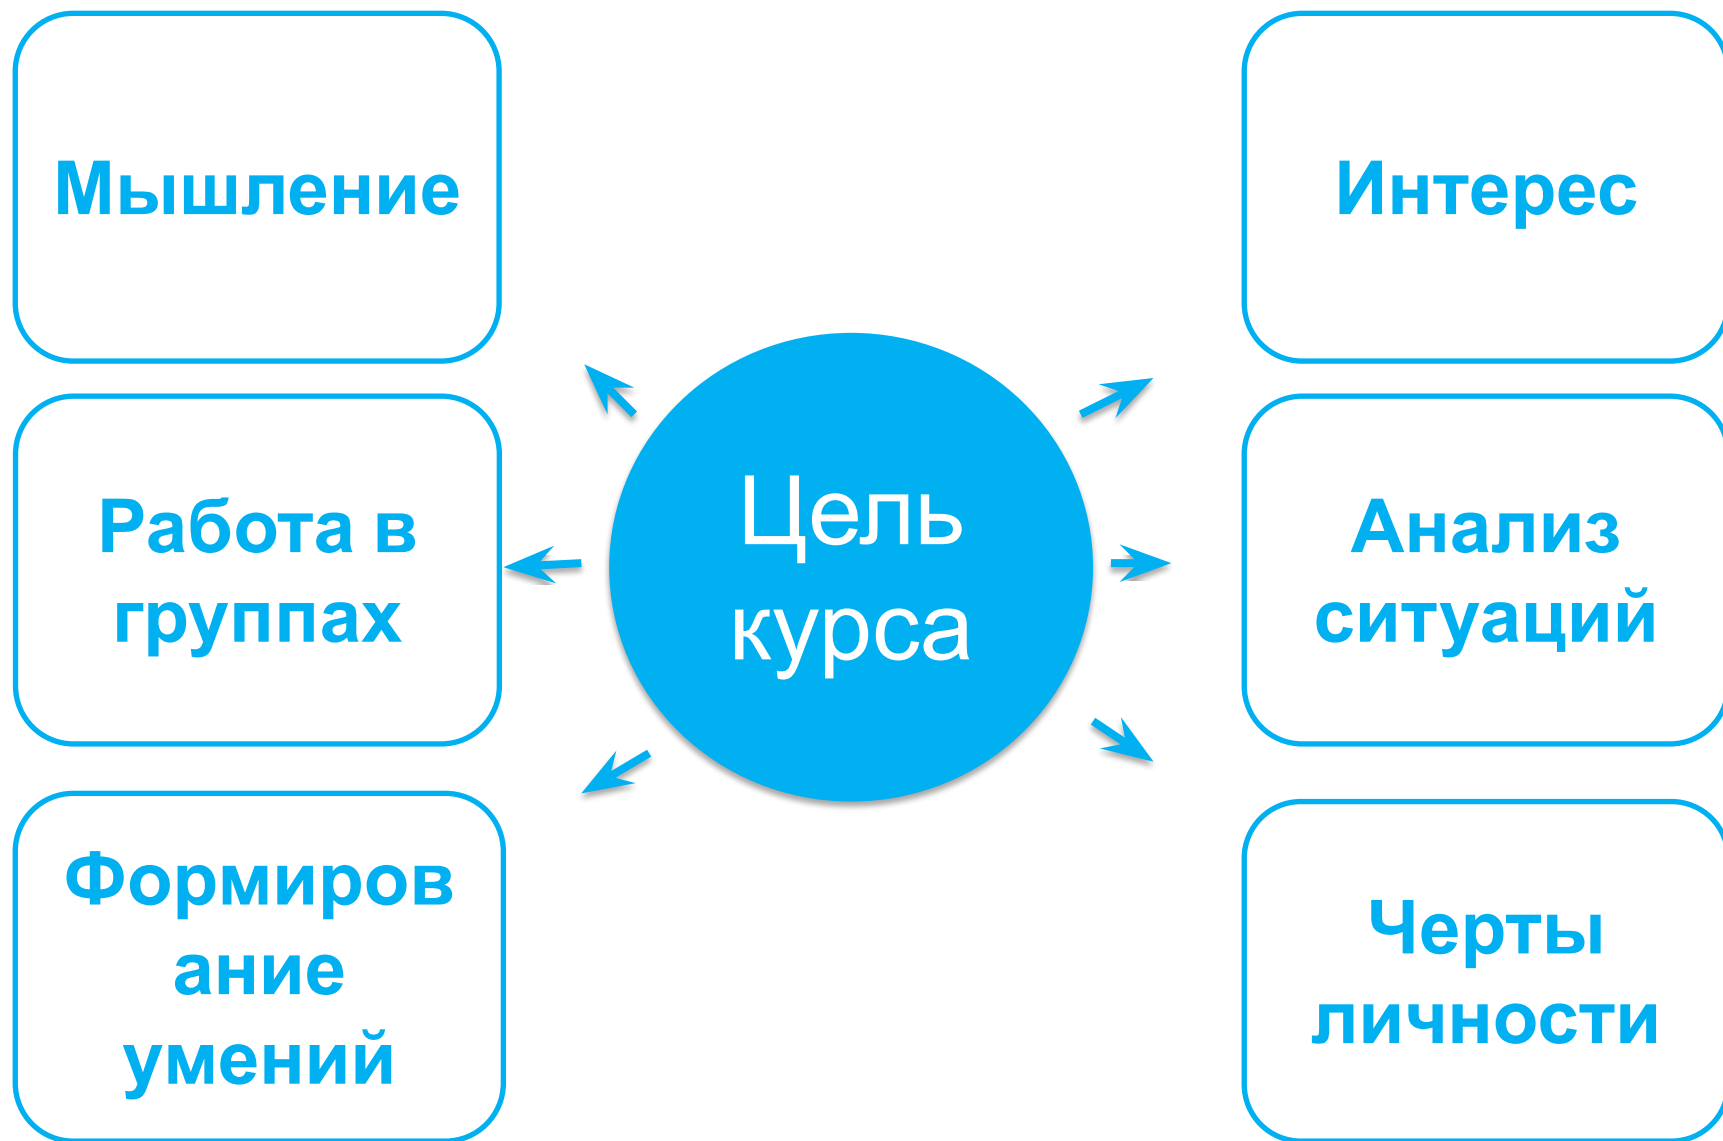 Мышление
Интерес
Работа в
группах
Цель
курса
Анализ
ситуаций
Формиров
ание
умений
Черты
личности